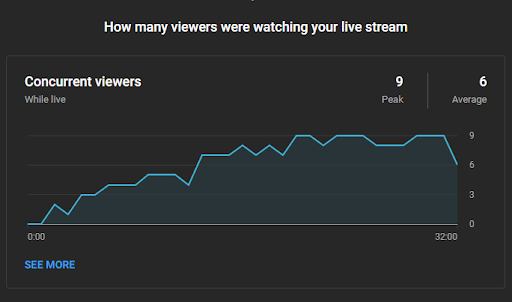 How many viewers were watching your live stream
Concurrent viewers
While live
9
Peak
6
Average
9
6
3
0
0:00
32:00
SEE MORE